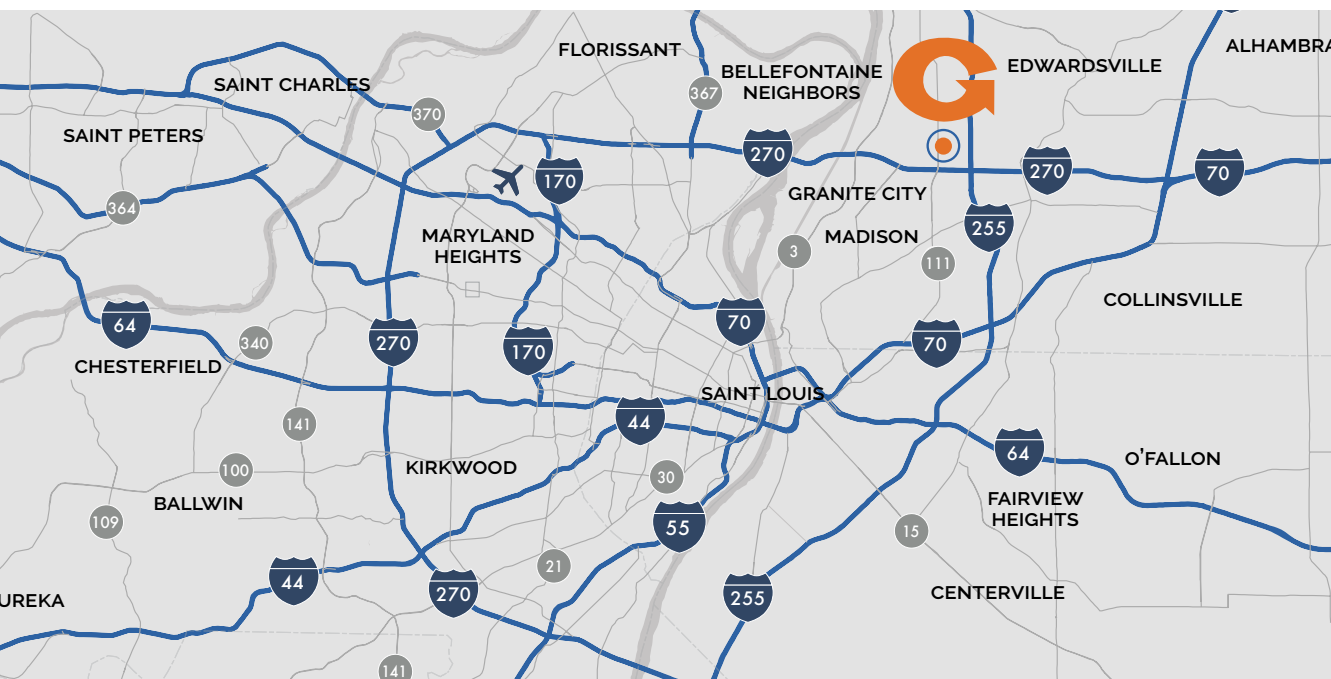 FLORISSANT
ALHAMBRA
EDWARDSVILLE
BELLEFONTAINE
NEIGHBORS
SAINT CHARLES
367
370
SAINT PETERS
270
170
270
70
GRANITE CITY
364
MARYLAND
HEIGHTS
255
MADISON
3
111
COLLINSVILLE
64
70
340
270
170
70
CHESTERFIELD
SAINT LOUIS
141
44
64
O'FALLON
KIRKWOOD
100
30
BALLWIN
FAIRVIEW
HEIGHTS
109
55
15
21
44
270
255
CENTERVILLE
UREKA
141